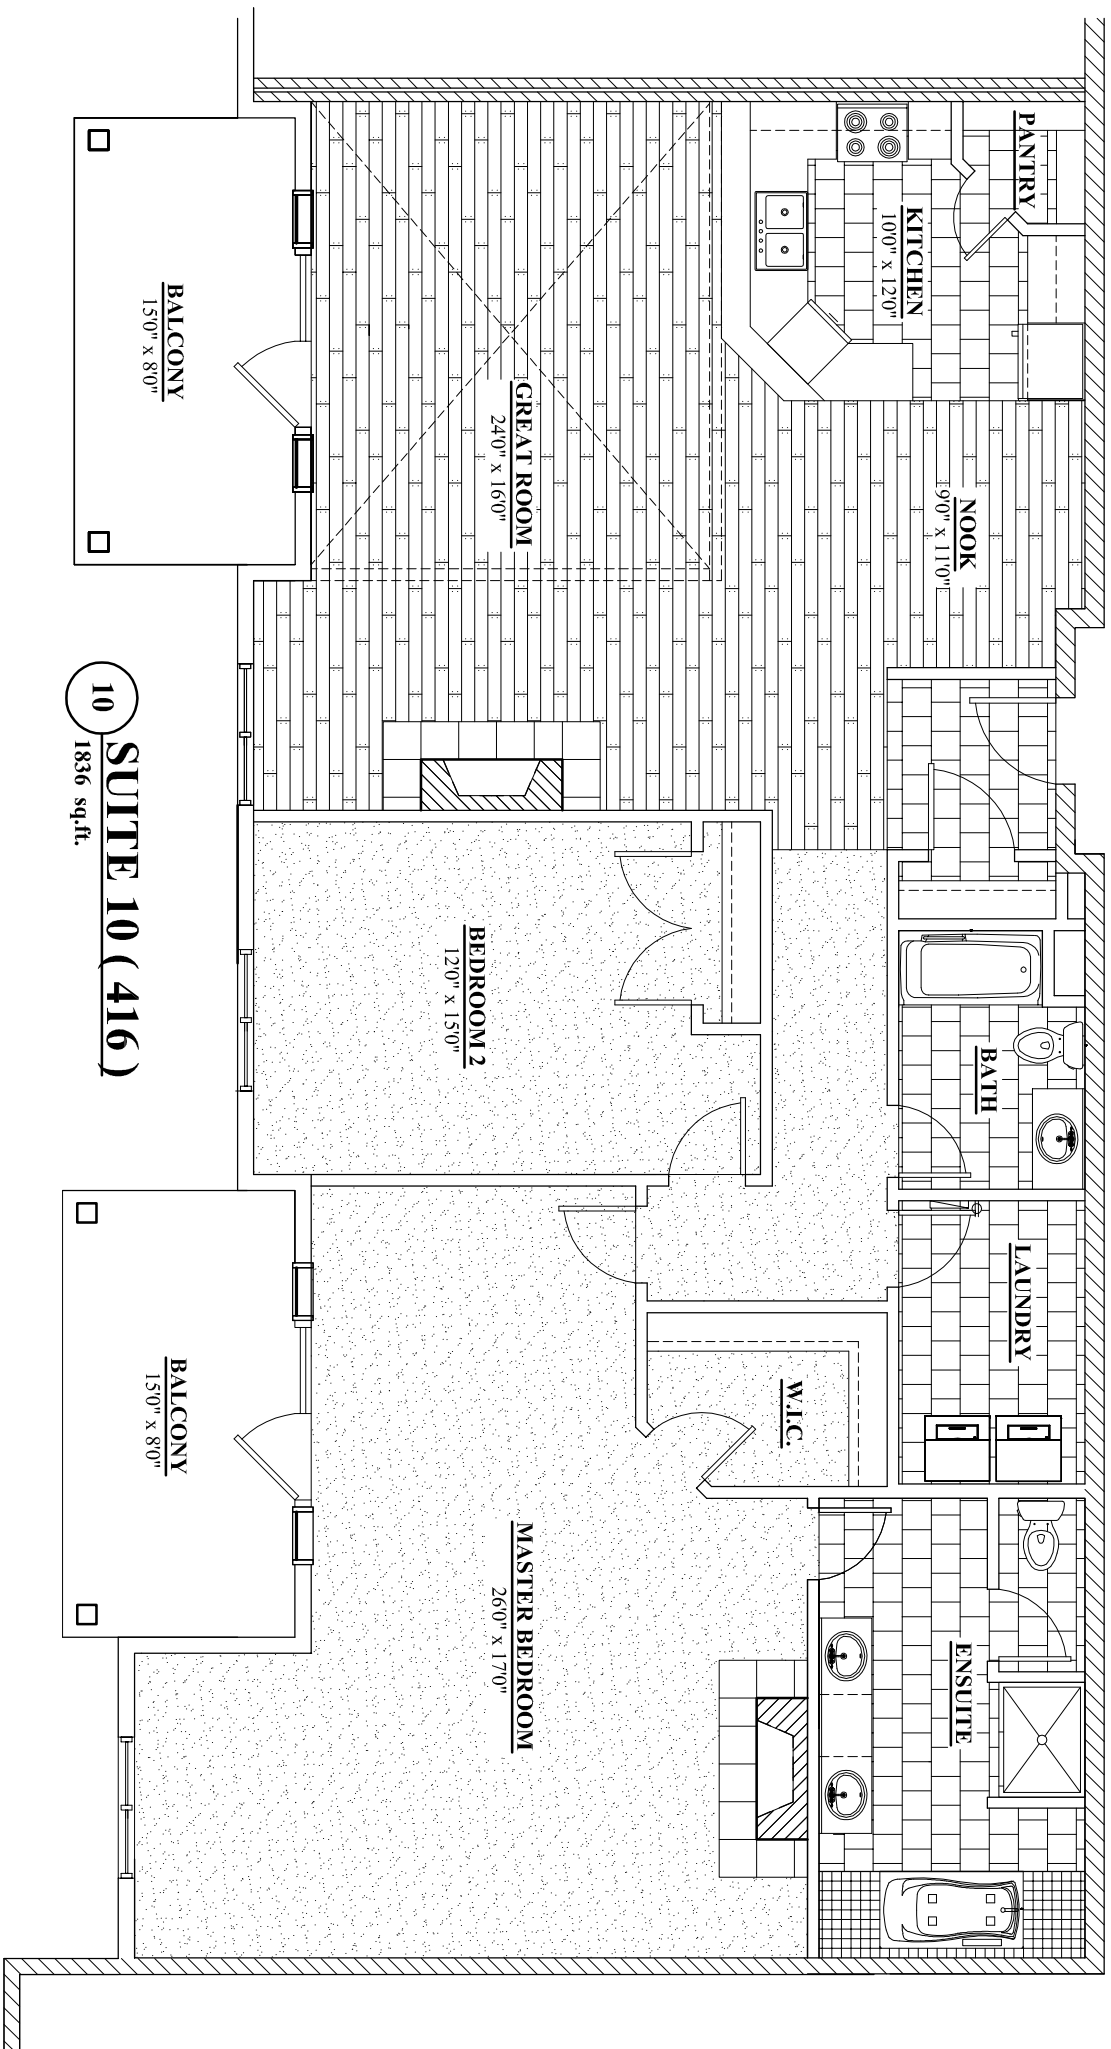 PANTRY
KITCHEN
10'0" x 12'0"
NOOK
9'0" x 11'0"
GREAT ROOM
24'0" x 16'0"
BALCONY
15'0" x 8'0"
BATH
LAUNDRY
BEDROOM 2
12'0" x 15'0"
W.I.C.
ENSUITE
MASTER BEDROOM
26'0" x 17'0"
BALCONY
15'0" x 8'0"
10
SUITE 10 ( 416 )
1836 sq.ft.